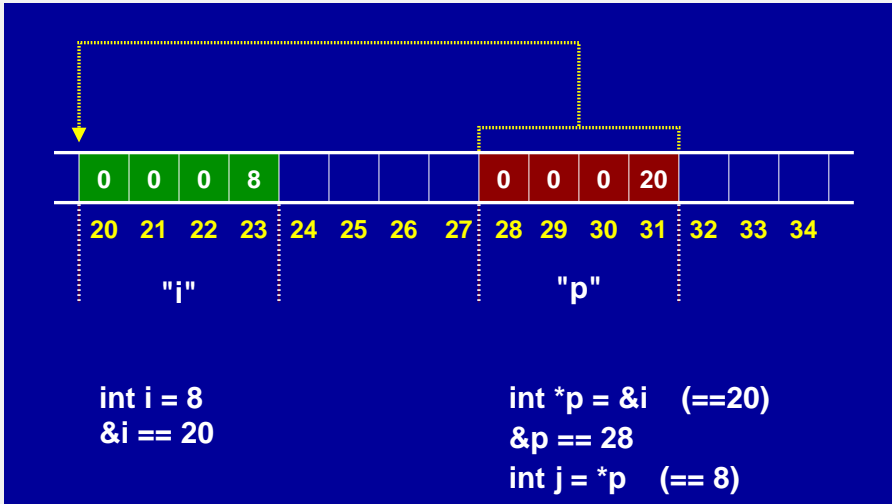 0 0 0 8 0 0 0 20
20 21 22 23 24 25 26 27 28 29 30 31 32 33 34
"i" "p"
int i = 8 int *p = &i (==20)
&i == 20 &p == 28
int j = *p (== 8)